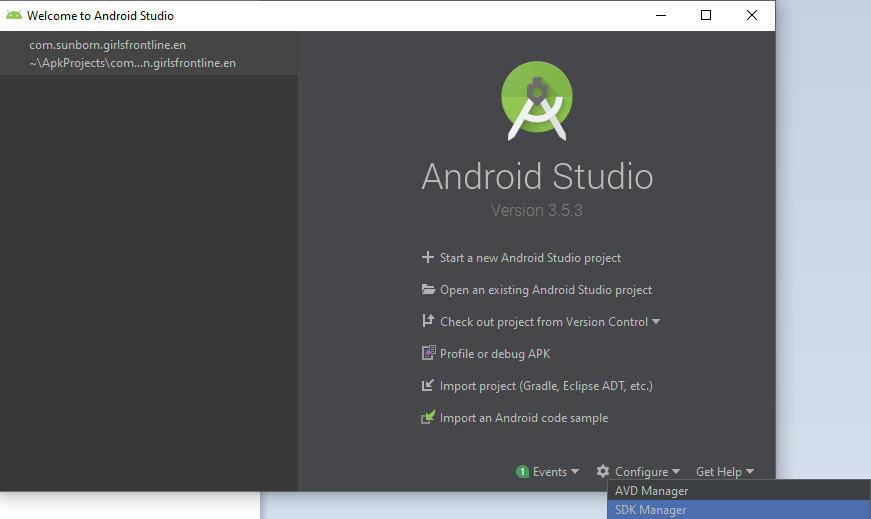 Welcome to Android Studio
com.sunborn.girlsfrontline.en
~\ApkProjects\com...n.girlsfrontline.en
Android Studio
Version 3.5.3
Start a new Android Studio project
Open an existing Android Studio project
Check out project from Version Control
Profile or debug APK
Import project (Gradle, Eclipse ADT, etc.)
Import an Android code sample
1 Events Configure Get Help
AVD Manager
SDK Manager